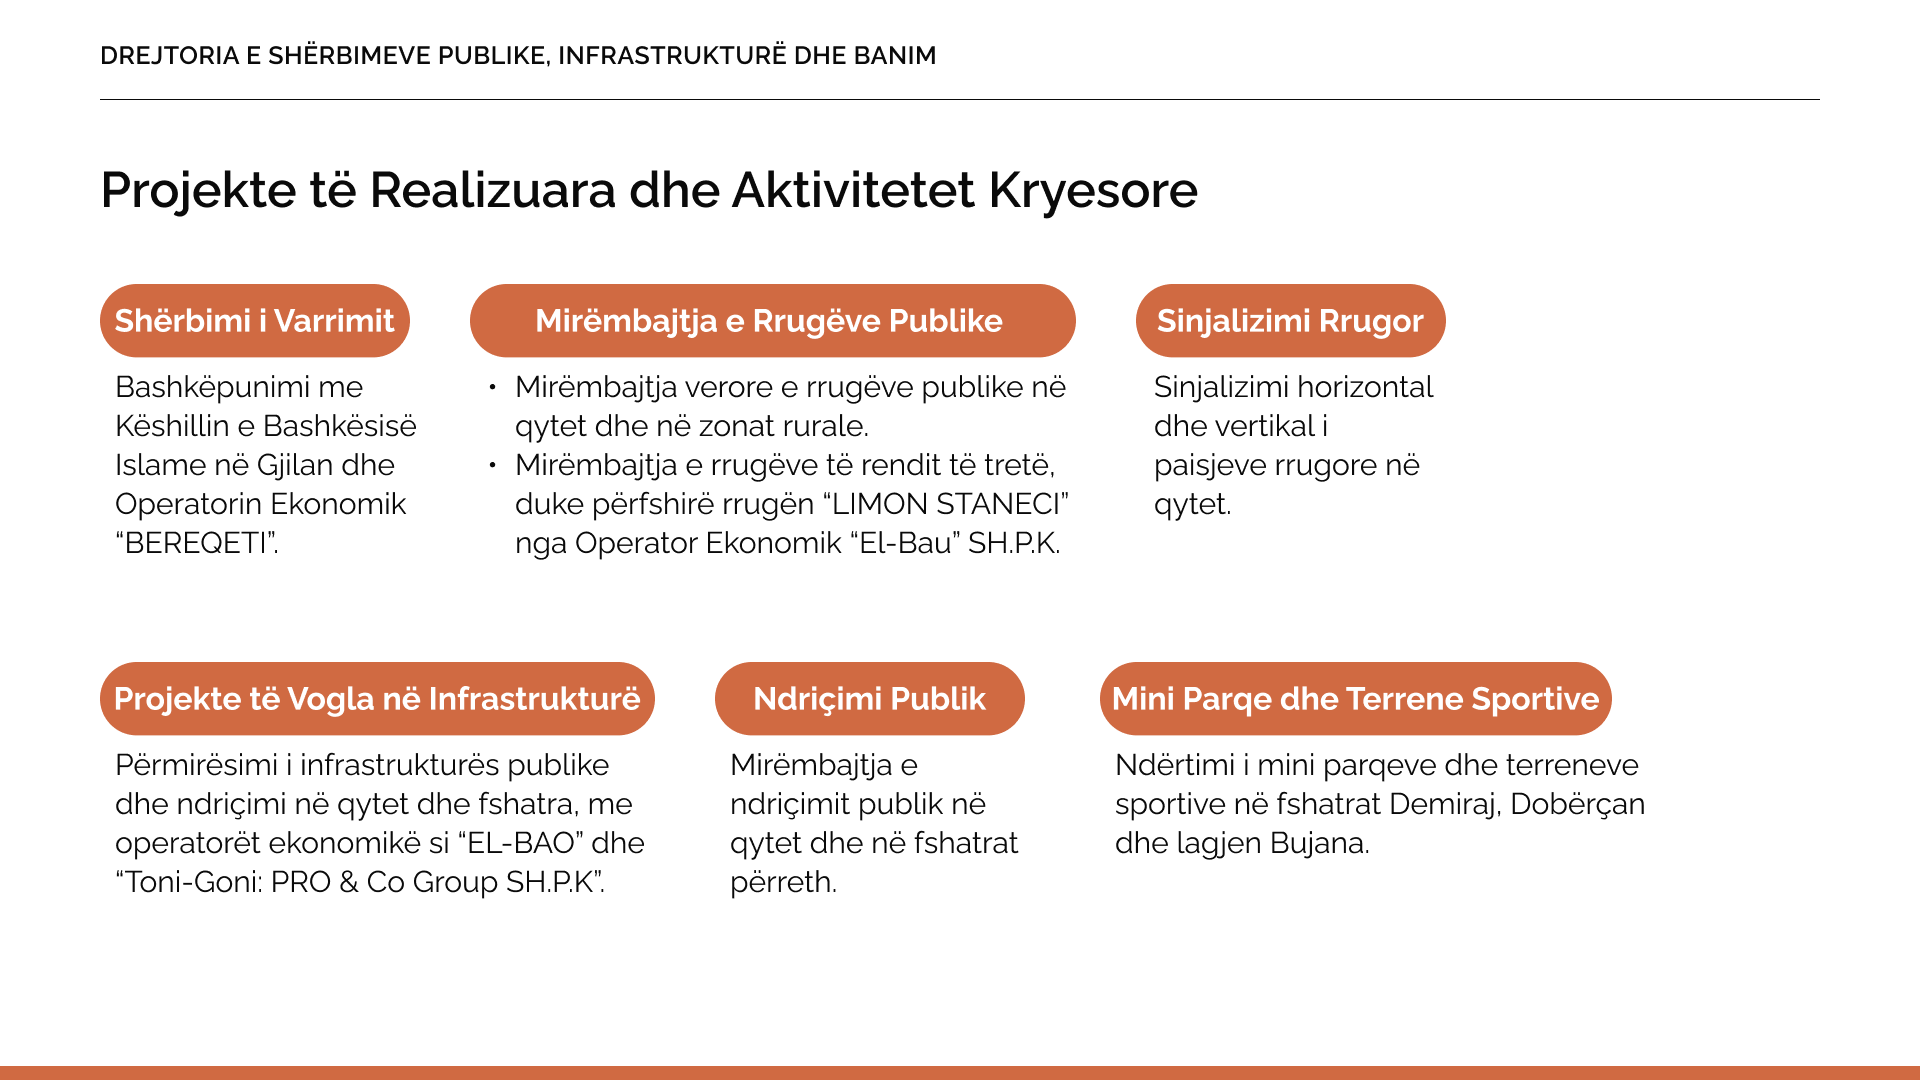 DREJTORIA E SHËRBIMEVE PUBLIKE, INFRASTRUKTURË DHE BANIM
Projekte të Realizuara dhe Aktivitetet Kryesore
Shërbimi i Varrimit
Bashkëpunimi me
Këshillin e Bashkësisë
Islame në Gjilan dhe
Operatorin Ekonomik
“BEREQETI”.
Mirëmbajtja e Rrugëve Publike
• Mirëmbajtja verore e rrugëve publike në
qytet dhe në zonat rurale.
• Mirëmbajtja e rrugëve të rendit të tretë,
duke përfshirë rrugën “LIMON STANECI”
nga Operator Ekonomik “El-Bau” SH.P.K.
Sinjalizimi Rrugor
Sinjalizimi horizontal
dhe vertikal i
paisjeve rrugore në
qytet.
Projekte të Vogla në Infrastrukturë
Përmirësimi i infrastrukturës publike
dhe ndriçimi në qytet dhe fshatra, me
operatorët ekonomikë si “EL-BAO” dhe
“Toni-Goni: PRO & Co Group SH.P.K”.
Ndriçimi Publik
Mirëmbajtja e
ndriçimit publik në
qytet dhe në fshatrat
përreth.
Mini Parqe dhe Terrene Sportive
Ndërtimi i mini parqeve dhe terreneve
sportive në fshatrat Demiraj, Dobërçan
dhe lagjen Bujana.